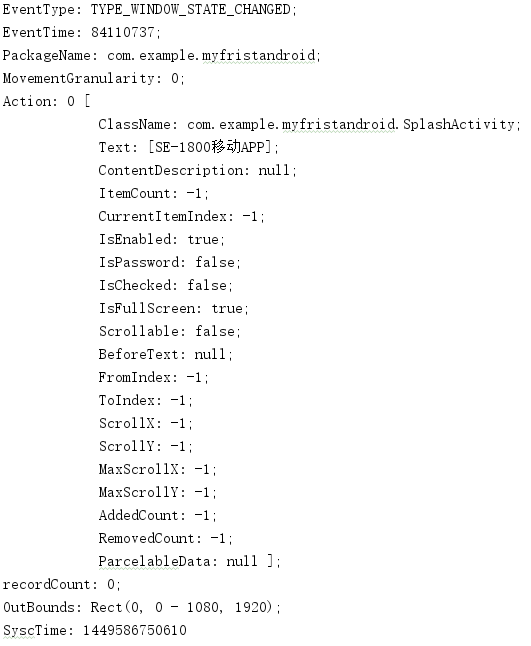 EventType: TYPE_WINDOW_STATE_CHANGED;
EventTime: 84110737;
PackageName: com.example.myfristandroid;
MovementGranularity: 0;
Action: 0 [
ClassName: com.example.myfristandroid.SplashActivity;
Text: [SE-1800移动APP];
ContentDescription: null;
ItemCount: -1;
CurrentItemIndex: -1;
IsEnabled: true;
IsPassword: false;
IsChecked: false;
IsFullScreen: true;
Scrollable: false;
BeforeText: null;
FromIndex: -1;
ToIndex: -1;
ScrollX: -1;
ScrollY: -1;
MaxScrollX: -1;
MaxScrollY: -1;
AddedCount: -1;
RemovedCount: -1;
ParcelableData: null ];
recordCount: 0;
OutBounds: Rect(0, 0 - 1080, 1920);
SyscTime: 1449586750610